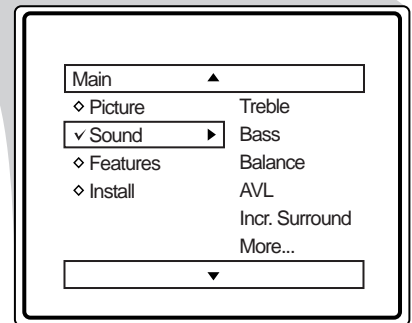 Main
Picture Treble
Sound Bass
Features Balance
Install AVL
Incr. Surround
More...